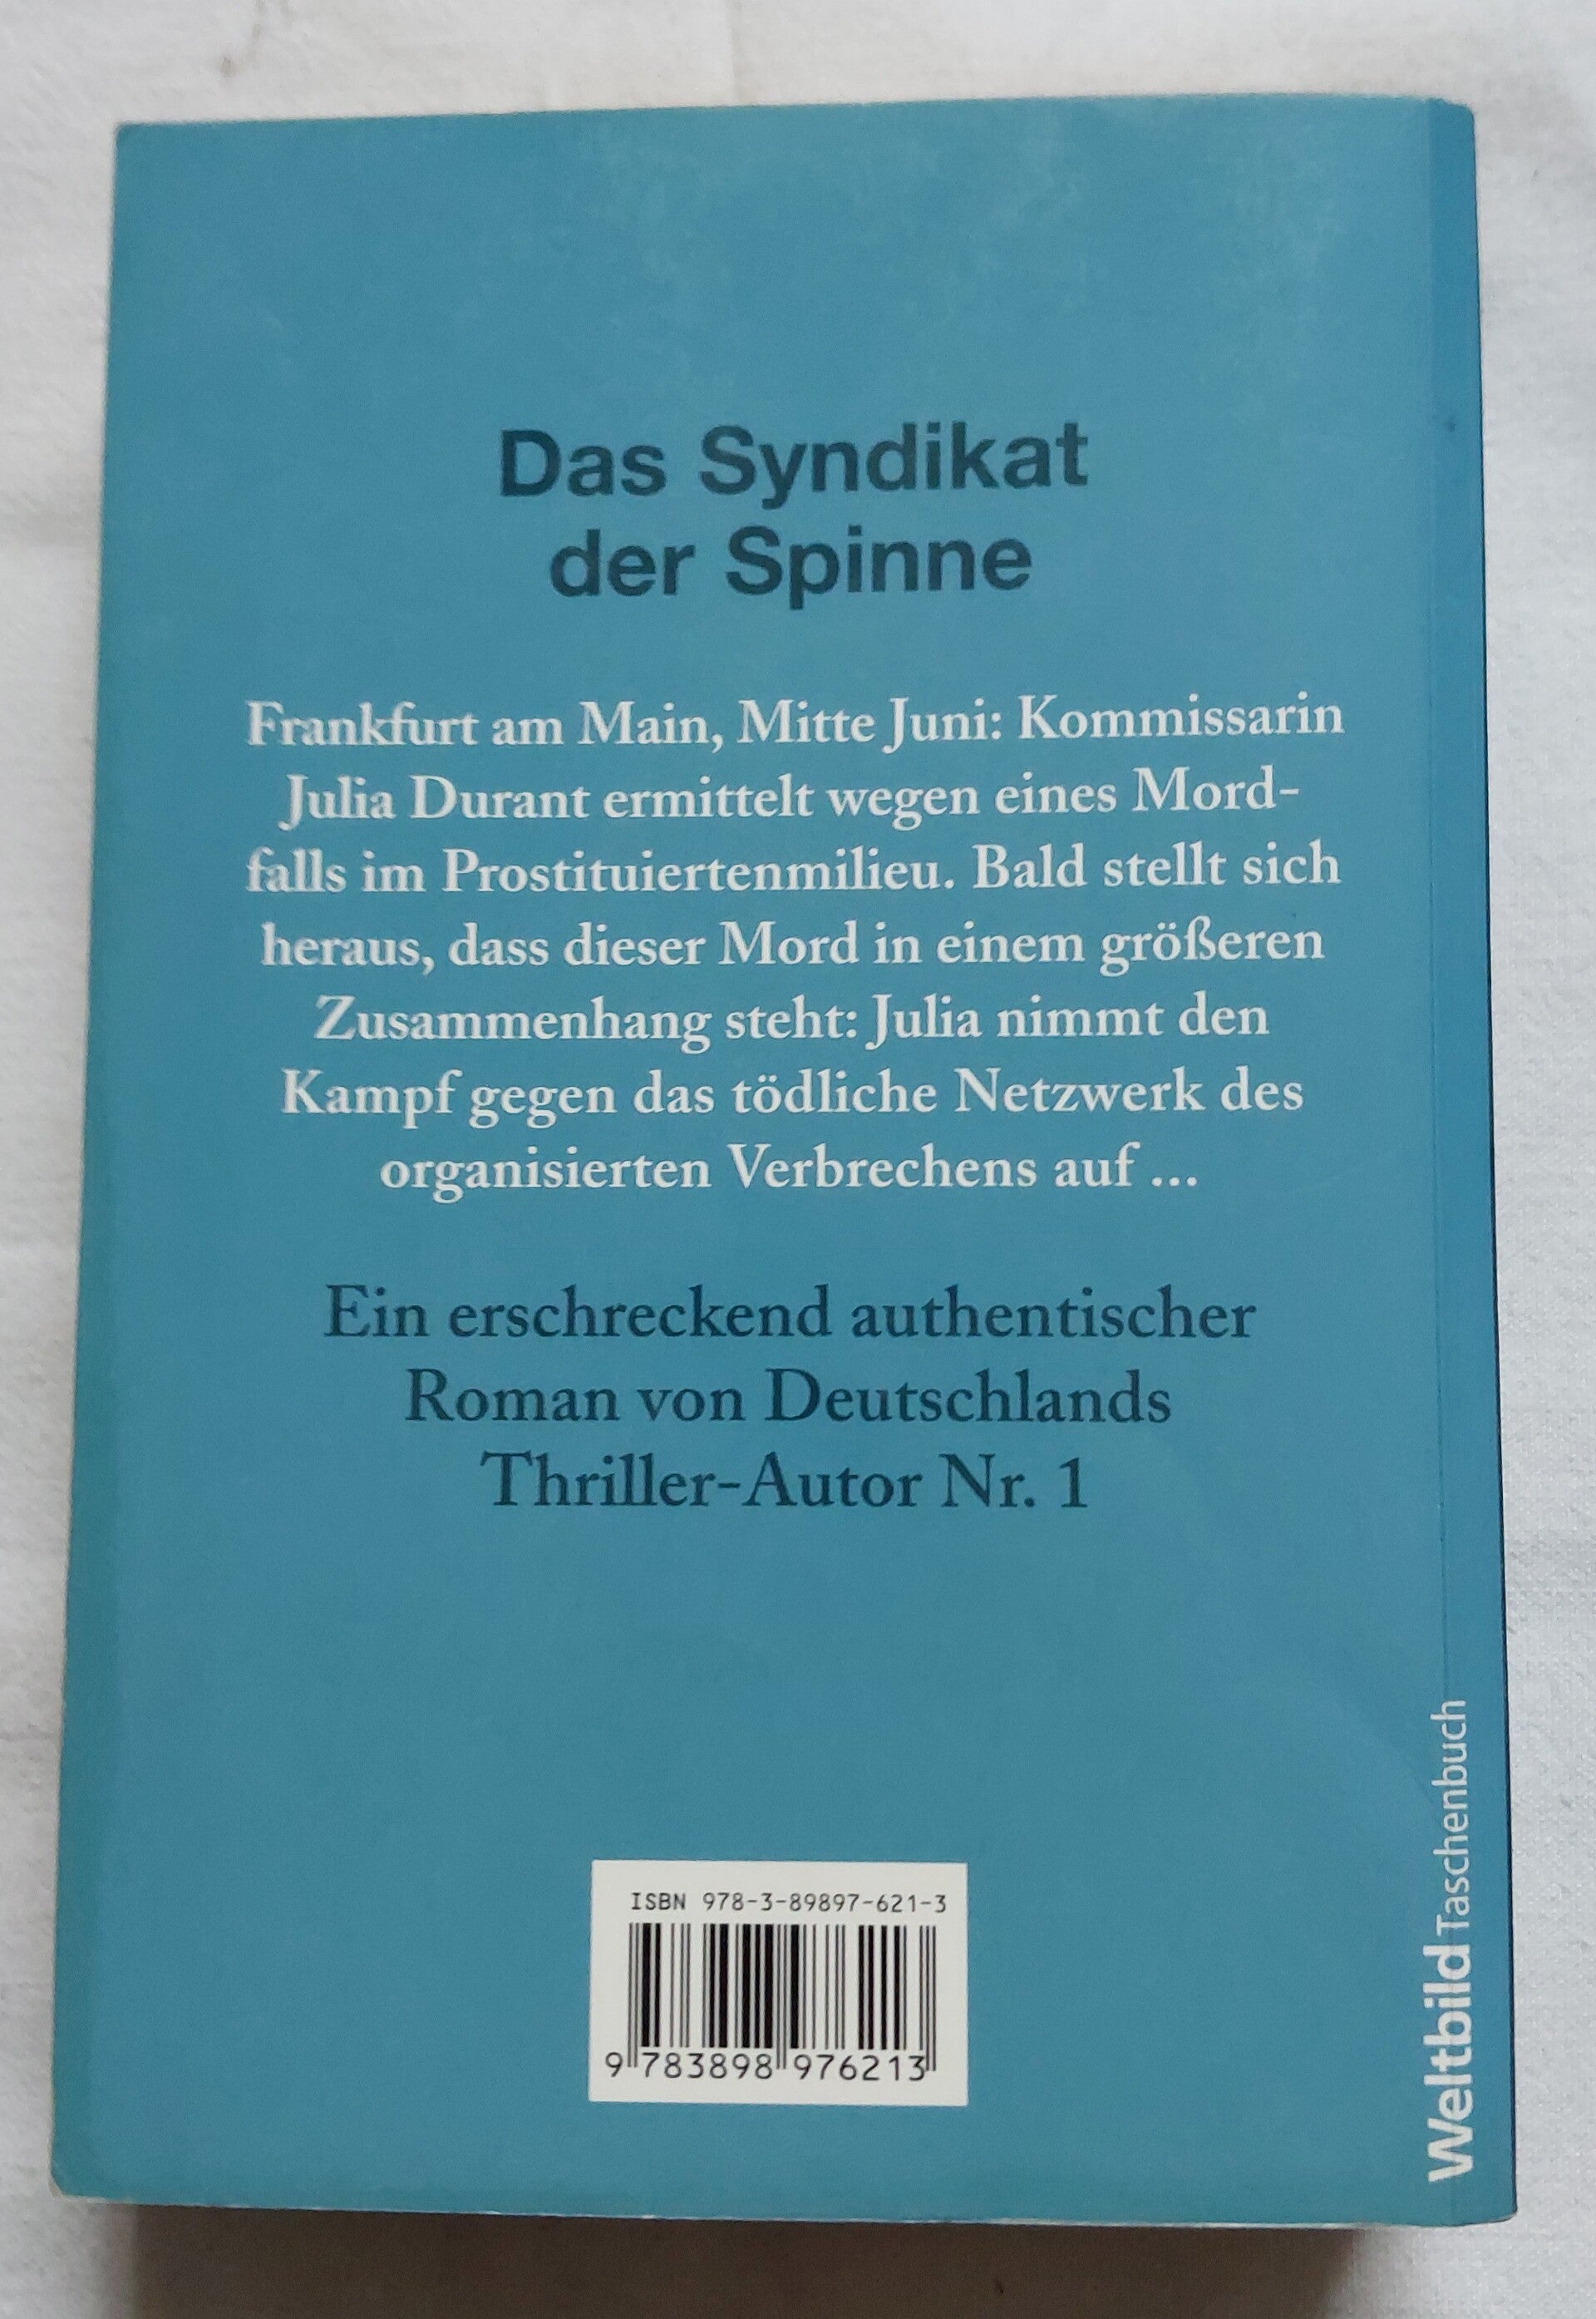 Das Syndikat
der Spinne
Frankfurt am Main, Mitte Juni: Kommissarin
Julia Durant ermittelt wegen eines Mord-
falls im Prostituiertenmilieu. Bald stellt sich
heraus, dass dieser Mord in einem größeren
Zusammenhang steht: Julia nimmt den
Kampf gegen das tödliche Netzwerk des
organisierten Verbrechens auf ...
Ein erschreckend authentischer
Roman von Deutschlands
Thriller-Autor Nr. 1
ISBN 978-3-89897-621-3
9 783898 976213
Weltbild Taschenbuch